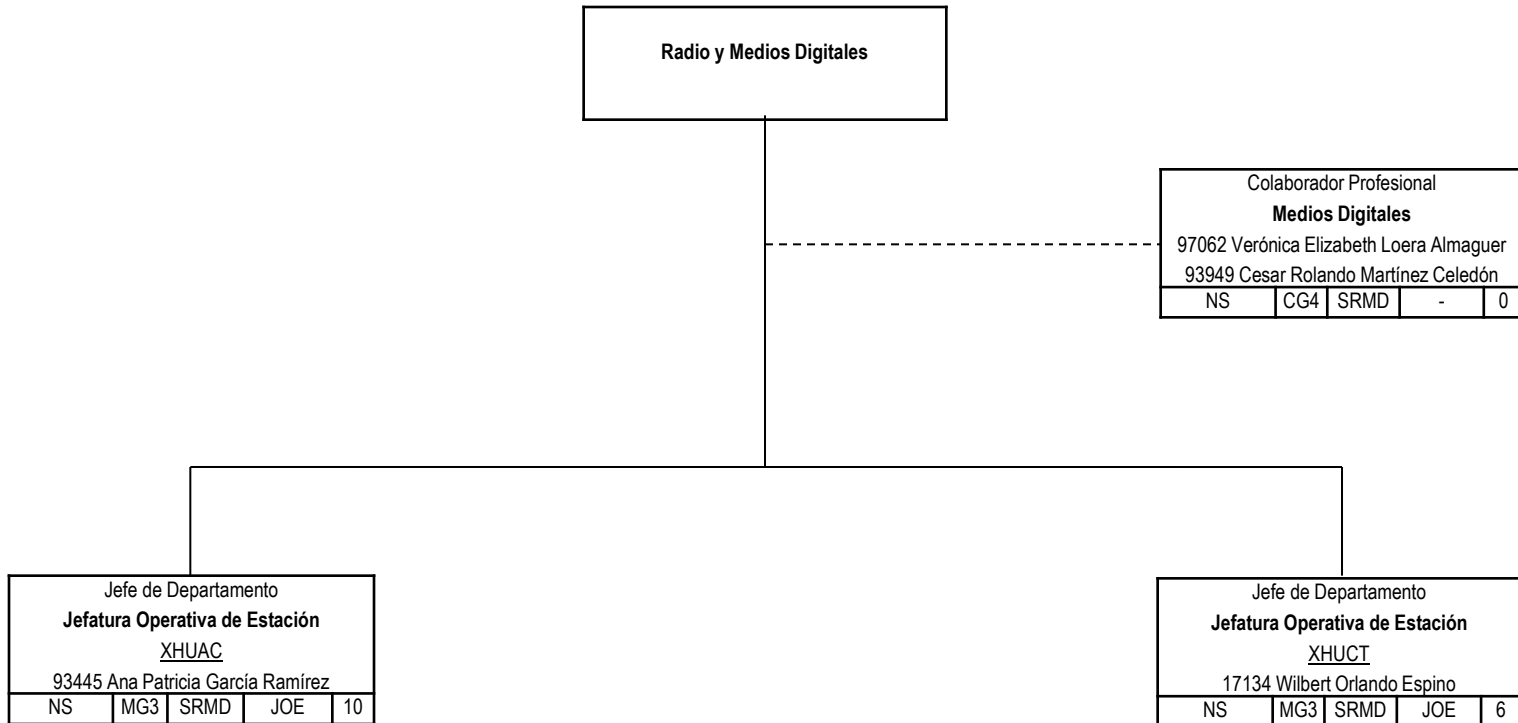 Radio y Medios Digitales
Colaborador Profesional
Medios Digitales
97062 Verónica Elizabeth Loera Almaguer
93949 Cesar Rolando Martínez Celedón
NS CG4 SRMD - 0
Jefe de Departamento
Jefatura Operativa de Estación
XHUAC
93445 Ana Patricia García Ramírez
NS MG3 SRMD JOE 10
Jefe de Departamento
Jefatura Operativa de Estación
XHUCT
17134 Wilbert Orlando Espino
NS MG3 SRMD JOE 6